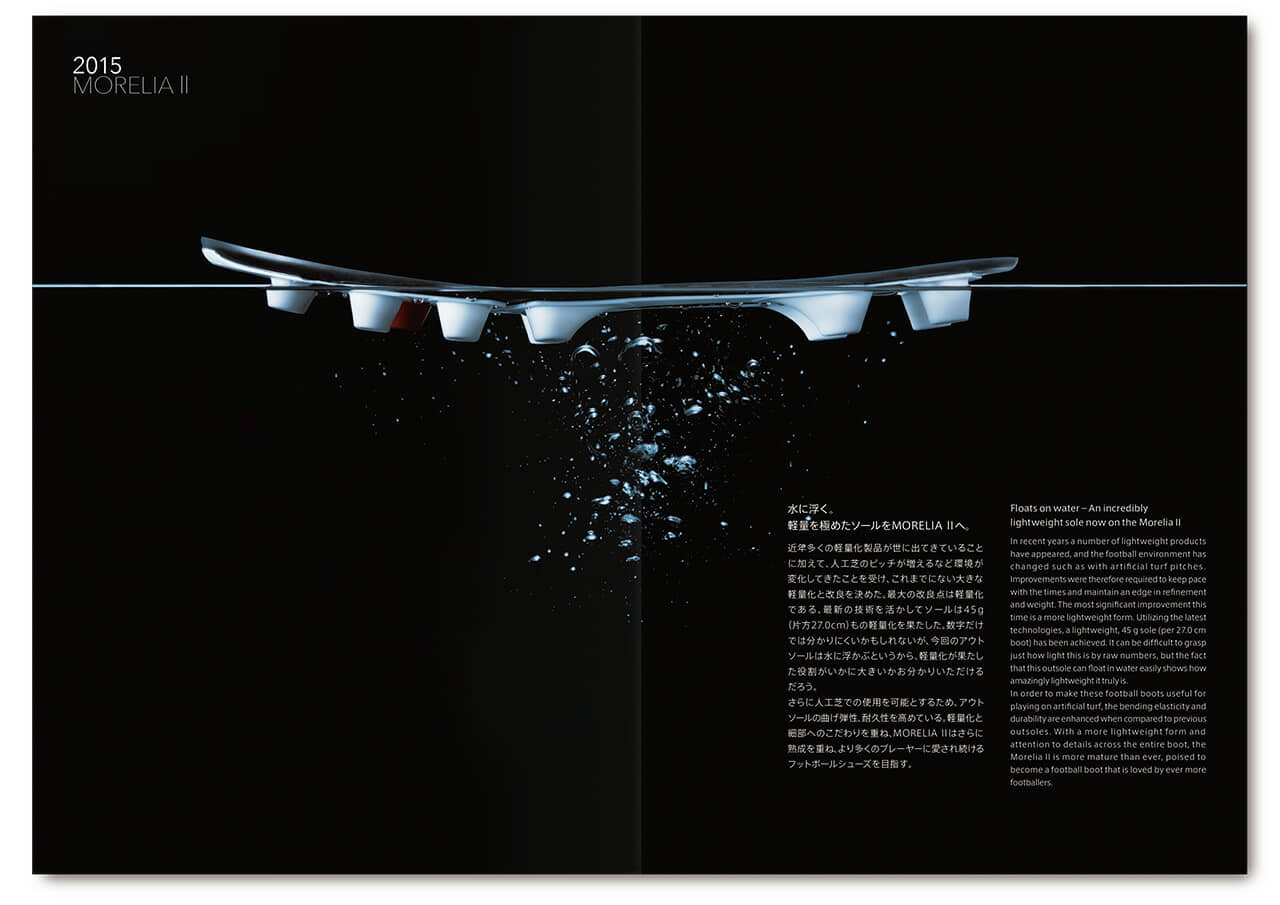 2015
MORELIA II
水に浮く。
軽量を極めたソールをMORELIA IIへ。
近年多くの軽量化製品が世に出てきていること
に加えて、人工芝のピッチが増えるなど環境が
変化してきたことを受け、これまでにない大きな
軽量化と改良を決めた。最大の改良点は軽量化
である。最新の技術を活かしてソールは45g
(片方27.0cm)もの軽量化を果たした。数字だけ
では分かりにくいかもしれないが、今回のアウト
ソールは水に浮かぶというから、軽量化が果たし
た役割がいかに大きいかお分かりいただける
だろう。
さらに人工芝での使用を可能とするため、アウト
ソールの曲げ弾性、耐久性を高めている。軽量化と
細部へのこだわりを重ね、MORELIA IIはさらに
熟成を重ね、より多くのプレーヤーに愛され続ける
フットボールシューズを目指す。
Floats on water – An incredibly
lightweight sole now on the Morelia II
In recent years a number of lightweight products
have appeared, and the football environment has
changed such as with artificial turf pitches.
Improvements were therefore required to keep pace
with the times and maintain an edge in refinement
and weight. The most significant improvement this
time is a more lightweight form. Utilizing the latest
technologies, a lightweight, 45 g sole (per 27.0 cm
boot) has been achieved. It can be difficult to grasp
just how light this is by raw numbers, but the fact
that this outsole can float in water easily shows how
amazingly lightweight it truly is.
In order to make these football boots useful for
playing on artificial turf, the bending elasticity and
durability are enhanced when compared to previous
outsoles. With a more lightweight form and
attention to details across the entire boot, the
Morelia II is more mature than ever, poised to
become a football boot that is loved by ever more
footballers.